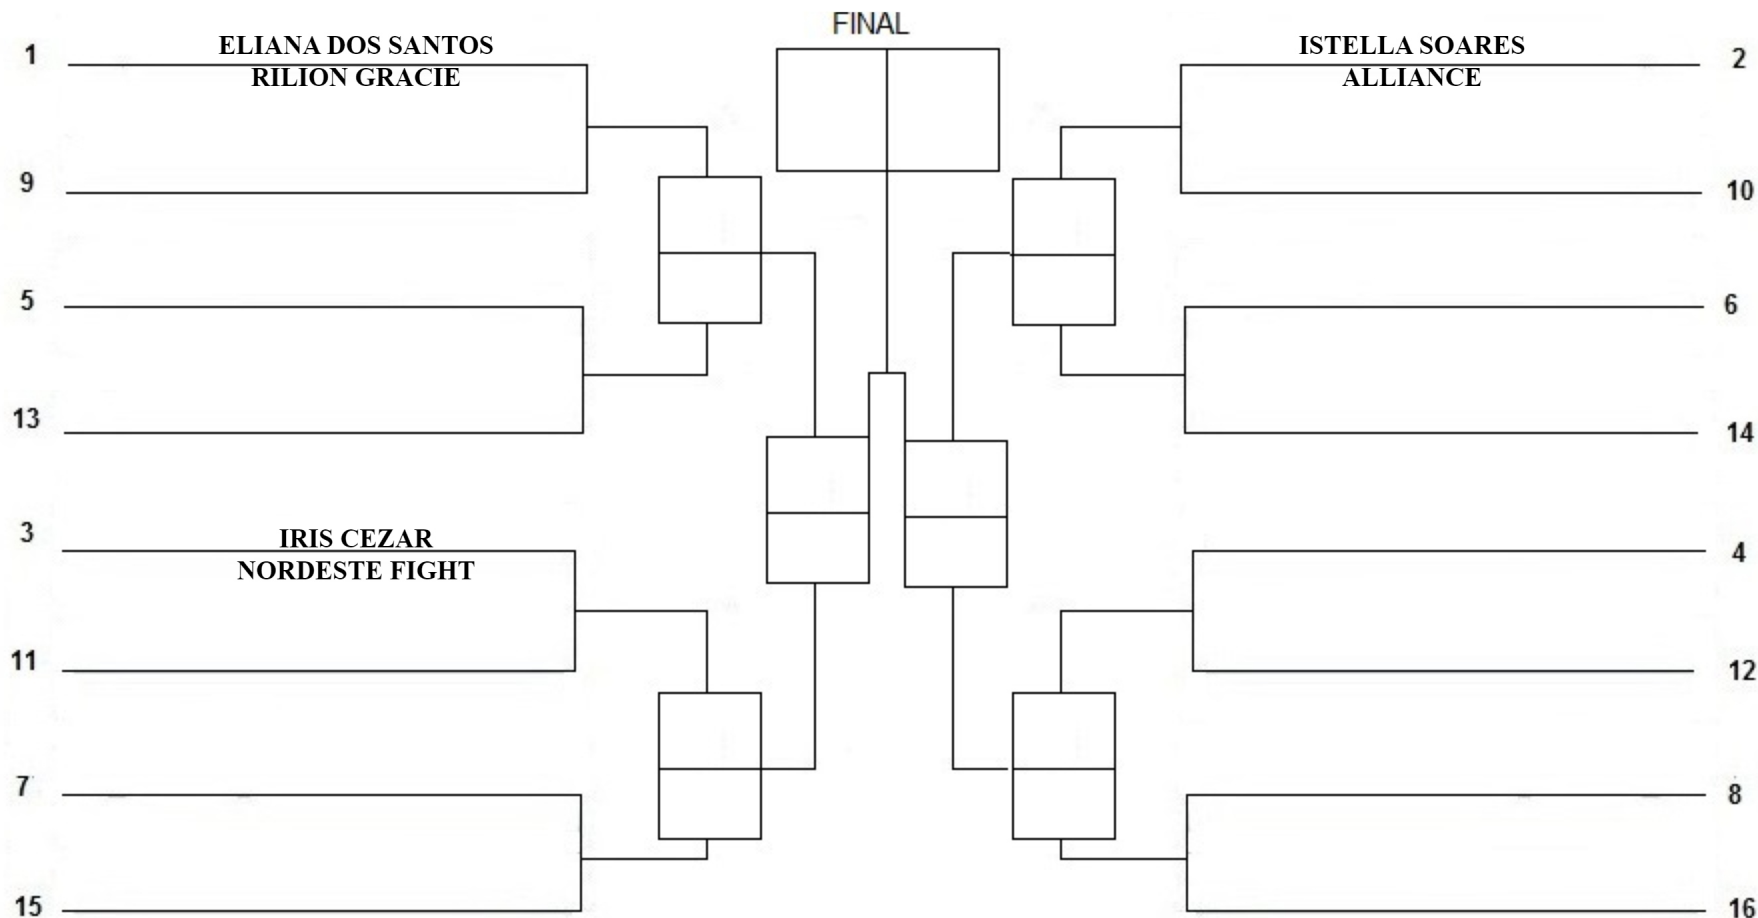 FINAL
1
ELIANA DOS SANTOS
RILION GRACIE
9
5
13
3
IRIS CEZAR
NORDESTE FIGHT
11
7
15
ISTELLA SOARES
ALLIANCE
2
10
6
14
4
12
8
16